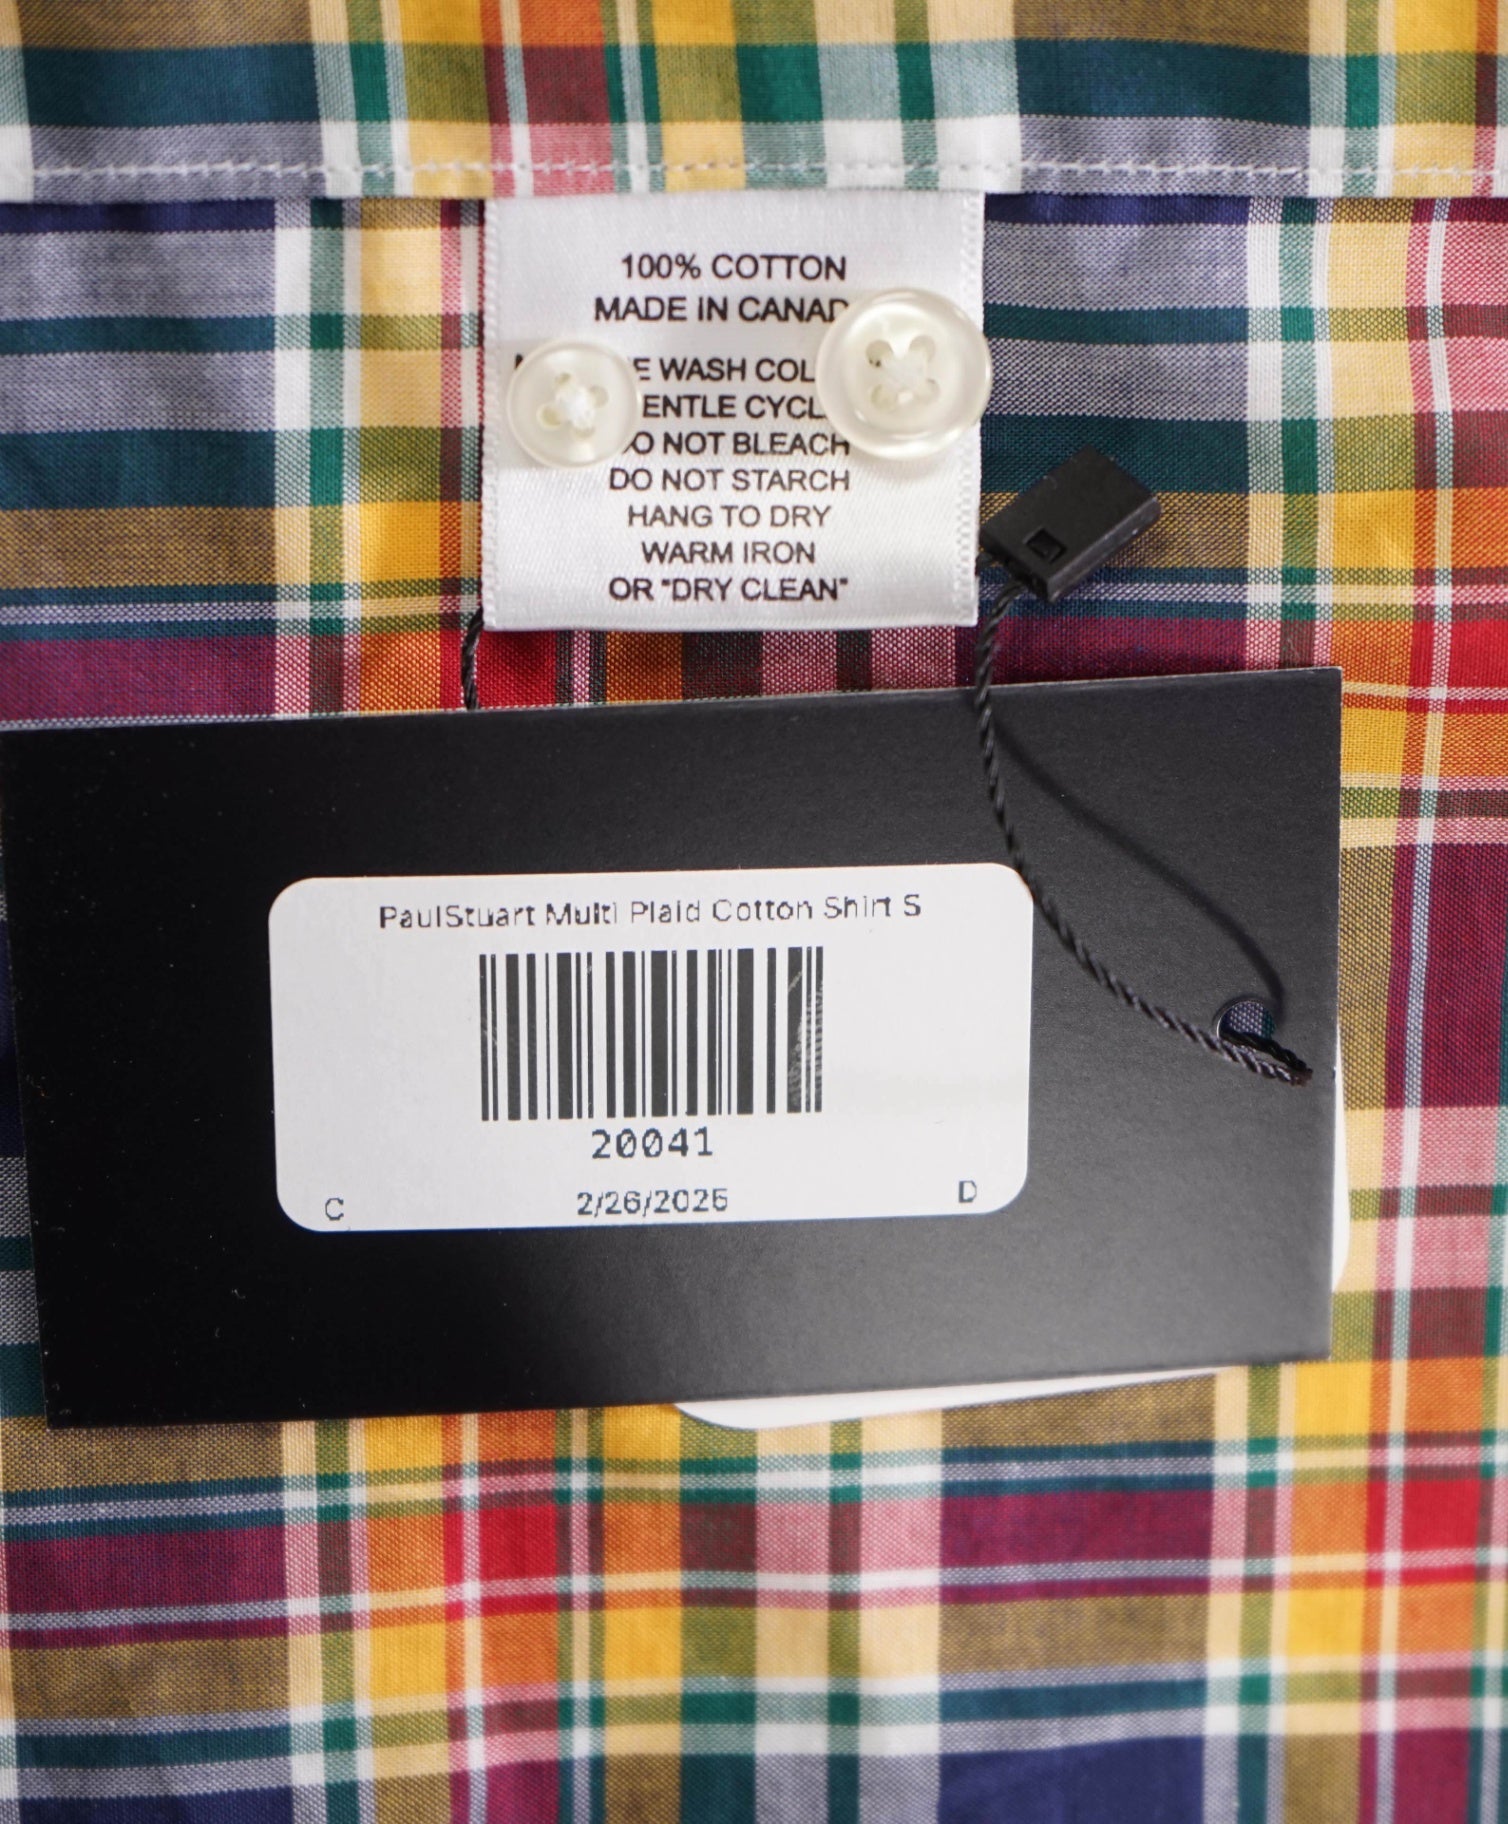 100% COTTON
MADE IN CANAD
E WASH COL
ENTLE CYCL
DO NOT BLEACH
DO NOT STARCH
HANG TO DRY
WARM IRON
OR "DRY CLEAN"
PaulStuart Multi Plaid Cotton Shirt S
20041
2/26/2025
C
D